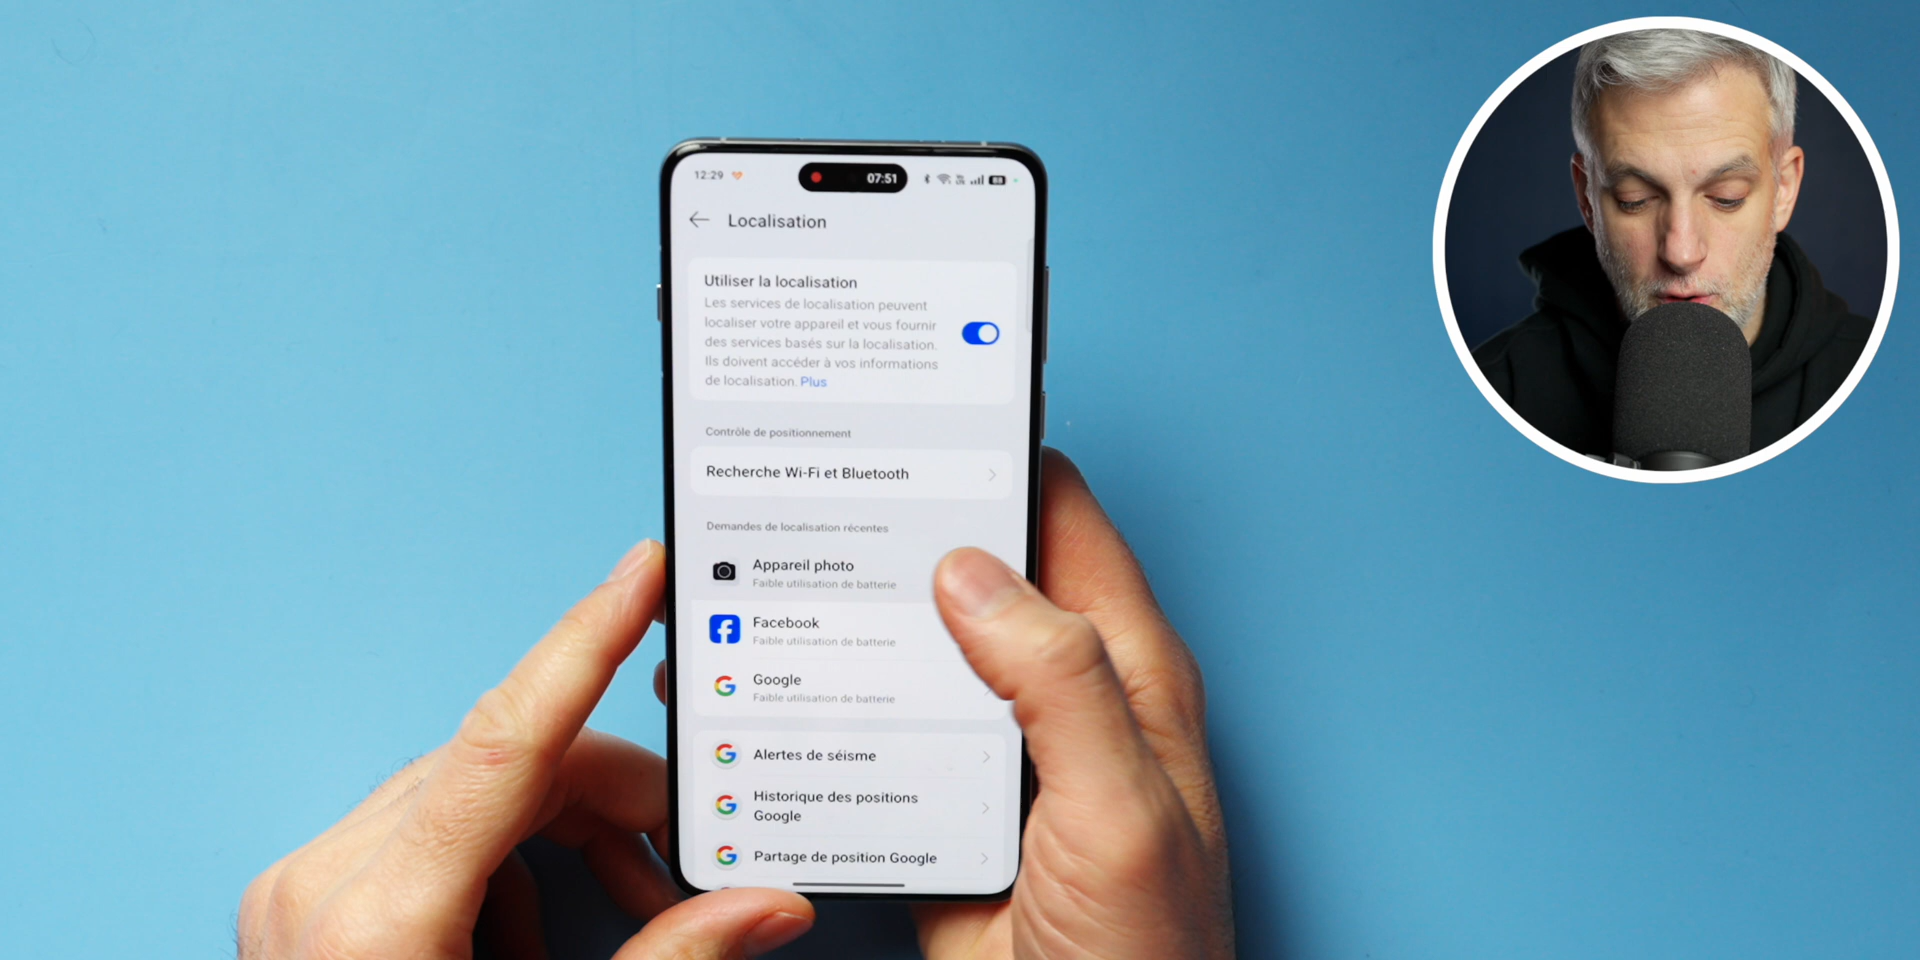 12:29
07:51
88
Localisation
Utiliser la localisation
Les services de localisation peuvent
localiser votre appareil et vous fournir
des services basés sur la localisation.
Ils doivent accéder à vos informations
de localisation. Plus
Contrôle de positionnement
Recherche Wi-Fi et Bluetooth
Demandes de localisation récentes
Appareil photo
Faible utilisation de batterie
Facebook
Faible utilisation de batterie
Google
Faible utilisation de batterie
Alertes de séisme
Historique des positions
Google
Partage de position Google